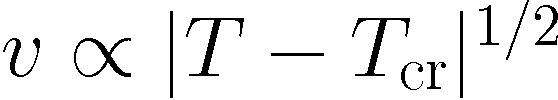 v ∝ |T − T_cr|^{1/2}